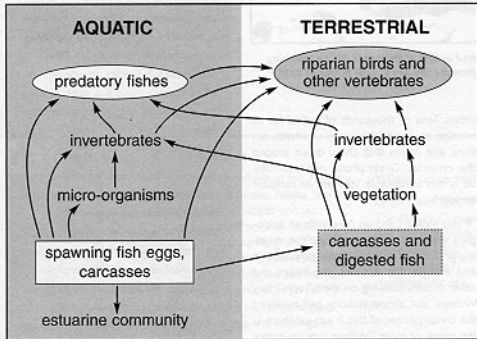 AQUATIC
TERRESTRIAL
predatory fishes
riparian birds and
other vertebrates
invertebrates
invertebrates
micro-organisms
vegetation
spawning fish eggs,
carcasses
carcasses and
digested fish
estuarine community